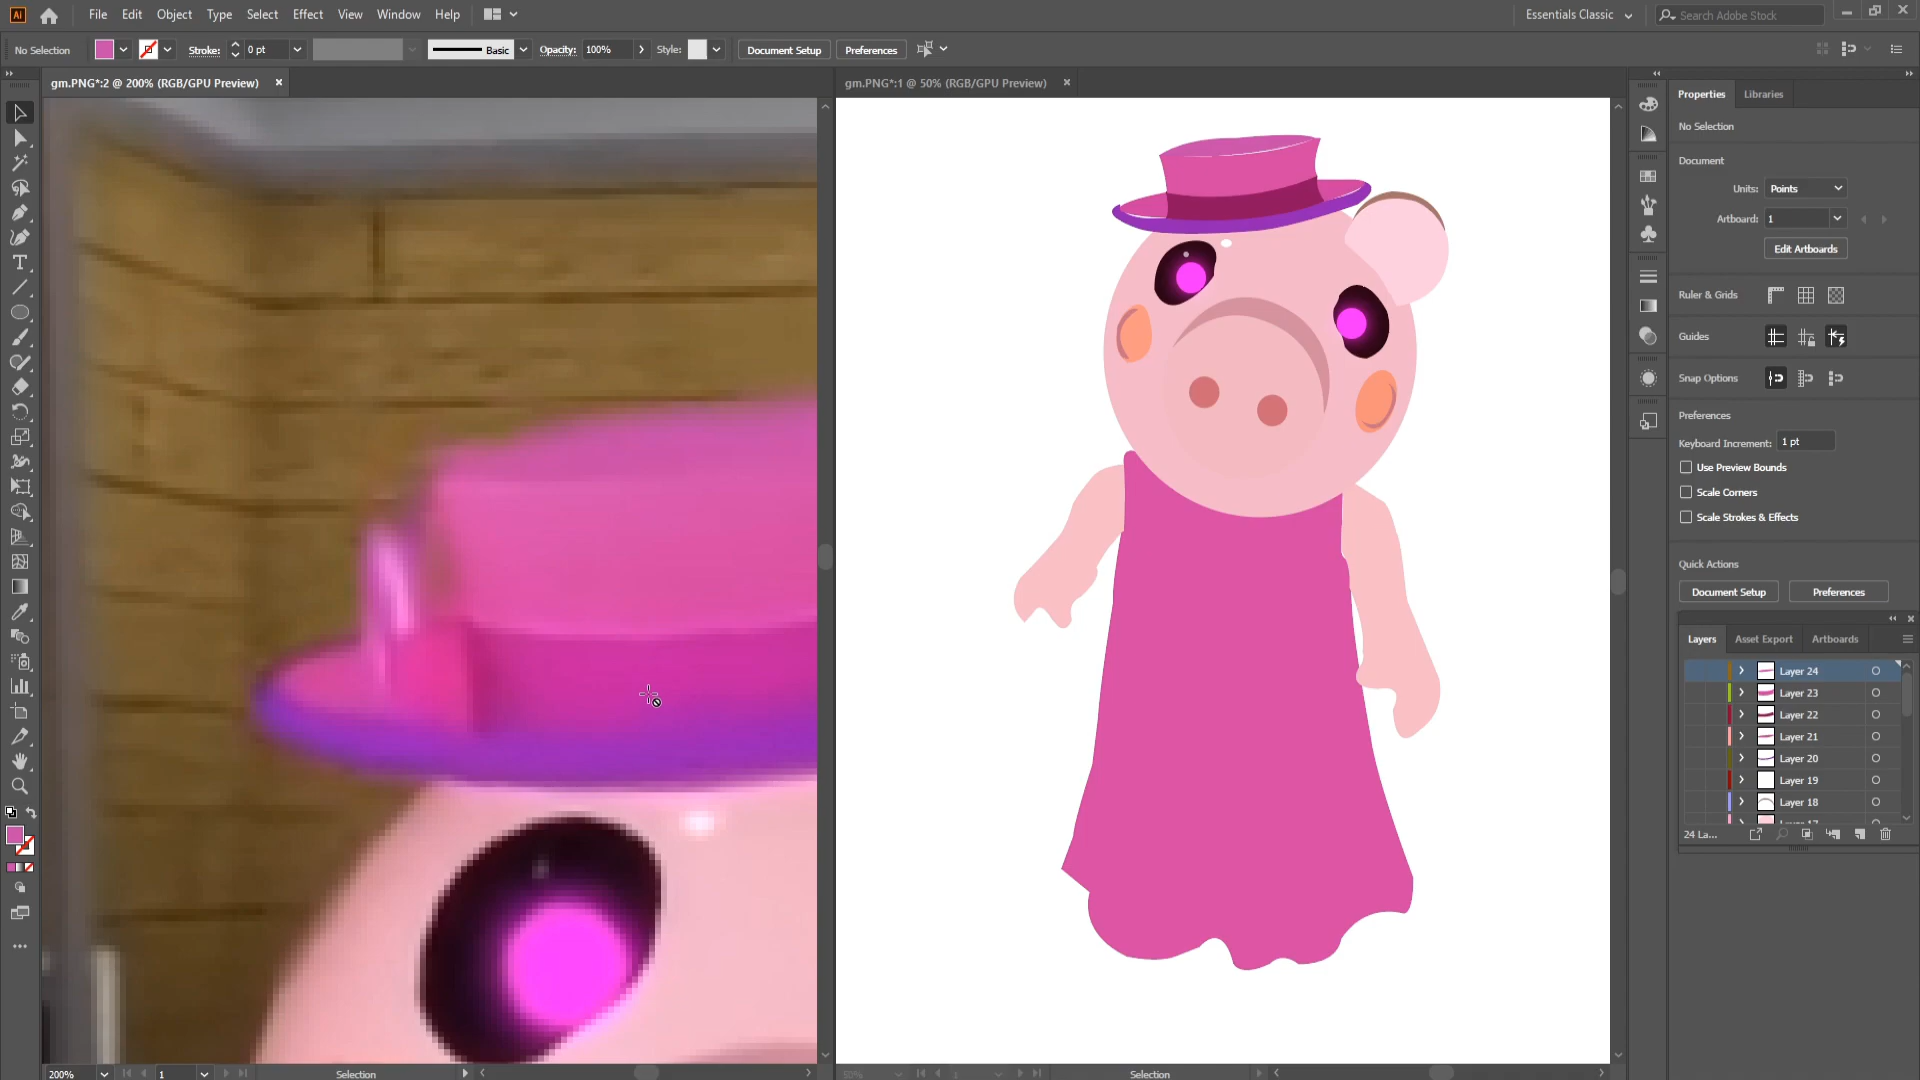 Ai File Edit Object Type Select Effect View Window Help Essentials Classic Search Adobe Stock
No Selection Stroke: 0 pt Basic Opacity: 100% Style: Document Setup Preferences
gm.PNG*:2 @ 200% (RGB/GPU Preview) gm.PNG*:1 @ 50% (RGB/GPU Preview)
Properties Libraries
No Selection
Document
Units: Points
Artboard: 1
Edit Artboards
Ruler & Grids
Guides
Snap Options
Preferences
Keyboard Increment: 1 pt
Use Preview Bounds
Scale Corners
Scale Strokes & Effects
Quick Actions
Document Setup Preferences
Layers Asset Export Artboards
Layer 24
Layer 23
Layer 22
Layer 21
Layer 20
Layer 19
Layer 18
24 La...
200% 1 Selection 50% 1 Selection